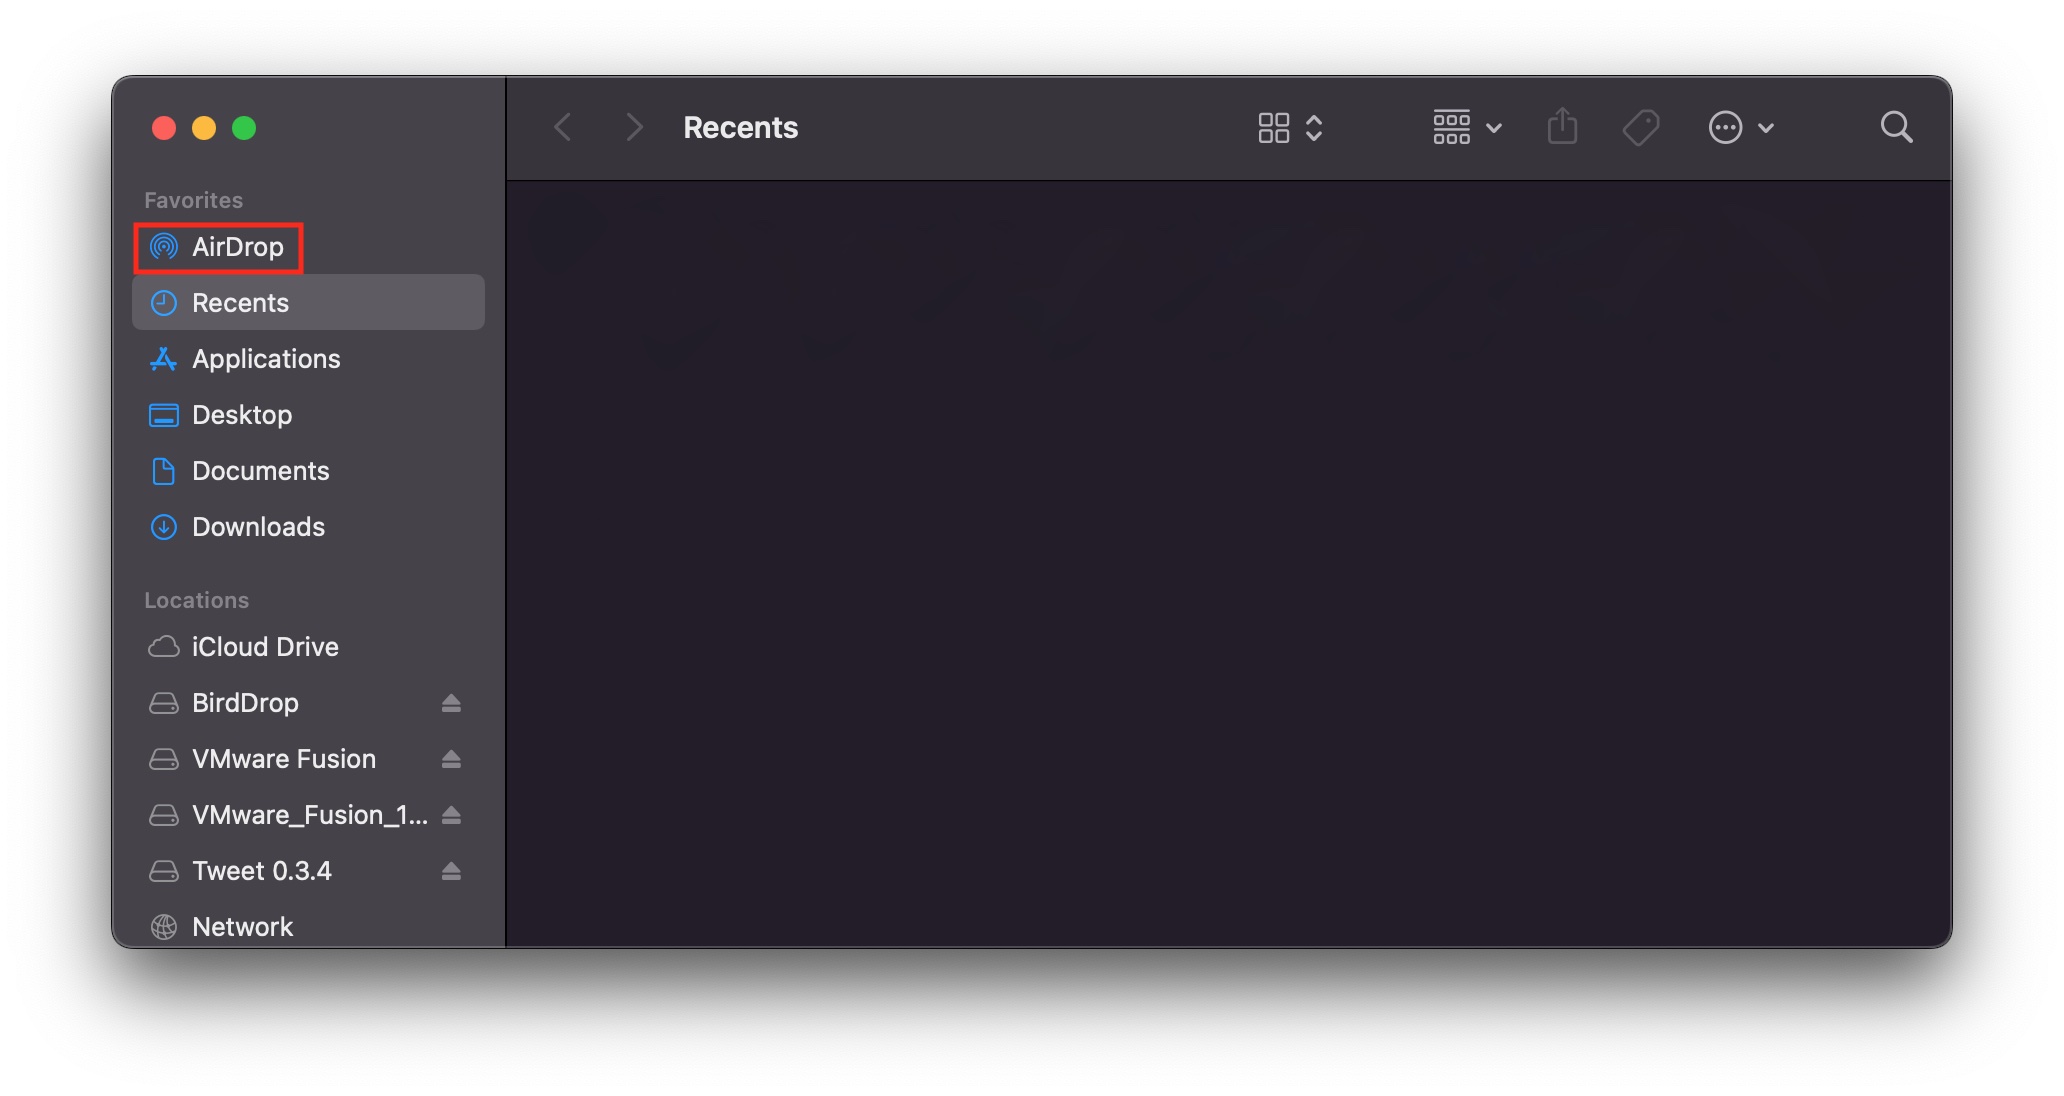 Recents
Favorites
AirDrop
Recents
Applications
Desktop
Documents
Downloads
Locations
iCloud Drive
BirdDrop
VMware Fusion
VMware_Fusion_1...
Tweet 0.3.4
Network